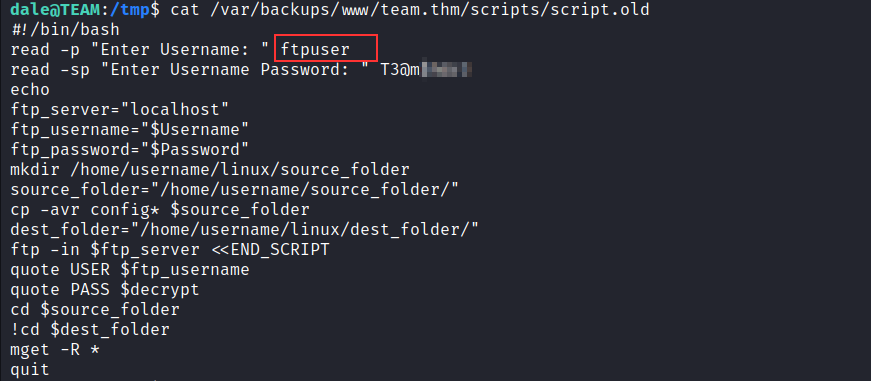 dale@TEAM:/tmp$ cat /var/backups/www/team.thm/scripts/script.old
#!/bin/bash
read -p "Enter Username: " ftpuser
read -sp "Enter Username Password: " T3@m
echo
ftp_server="localhost"
ftp_username="$Username"
ftp_password="$Password"
mkdir /home/username/linux/source_folder
source_folder="/home/username/source_folder/"
cp -avr config* $source_folder
dest_folder="/home/username/linux/dest_folder/"
ftp -in $ftp_server <<END_SCRIPT
quote USER $ftp_username
quote PASS $decrypt
cd $source_folder
!cd $dest_folder
mget -R *
quit